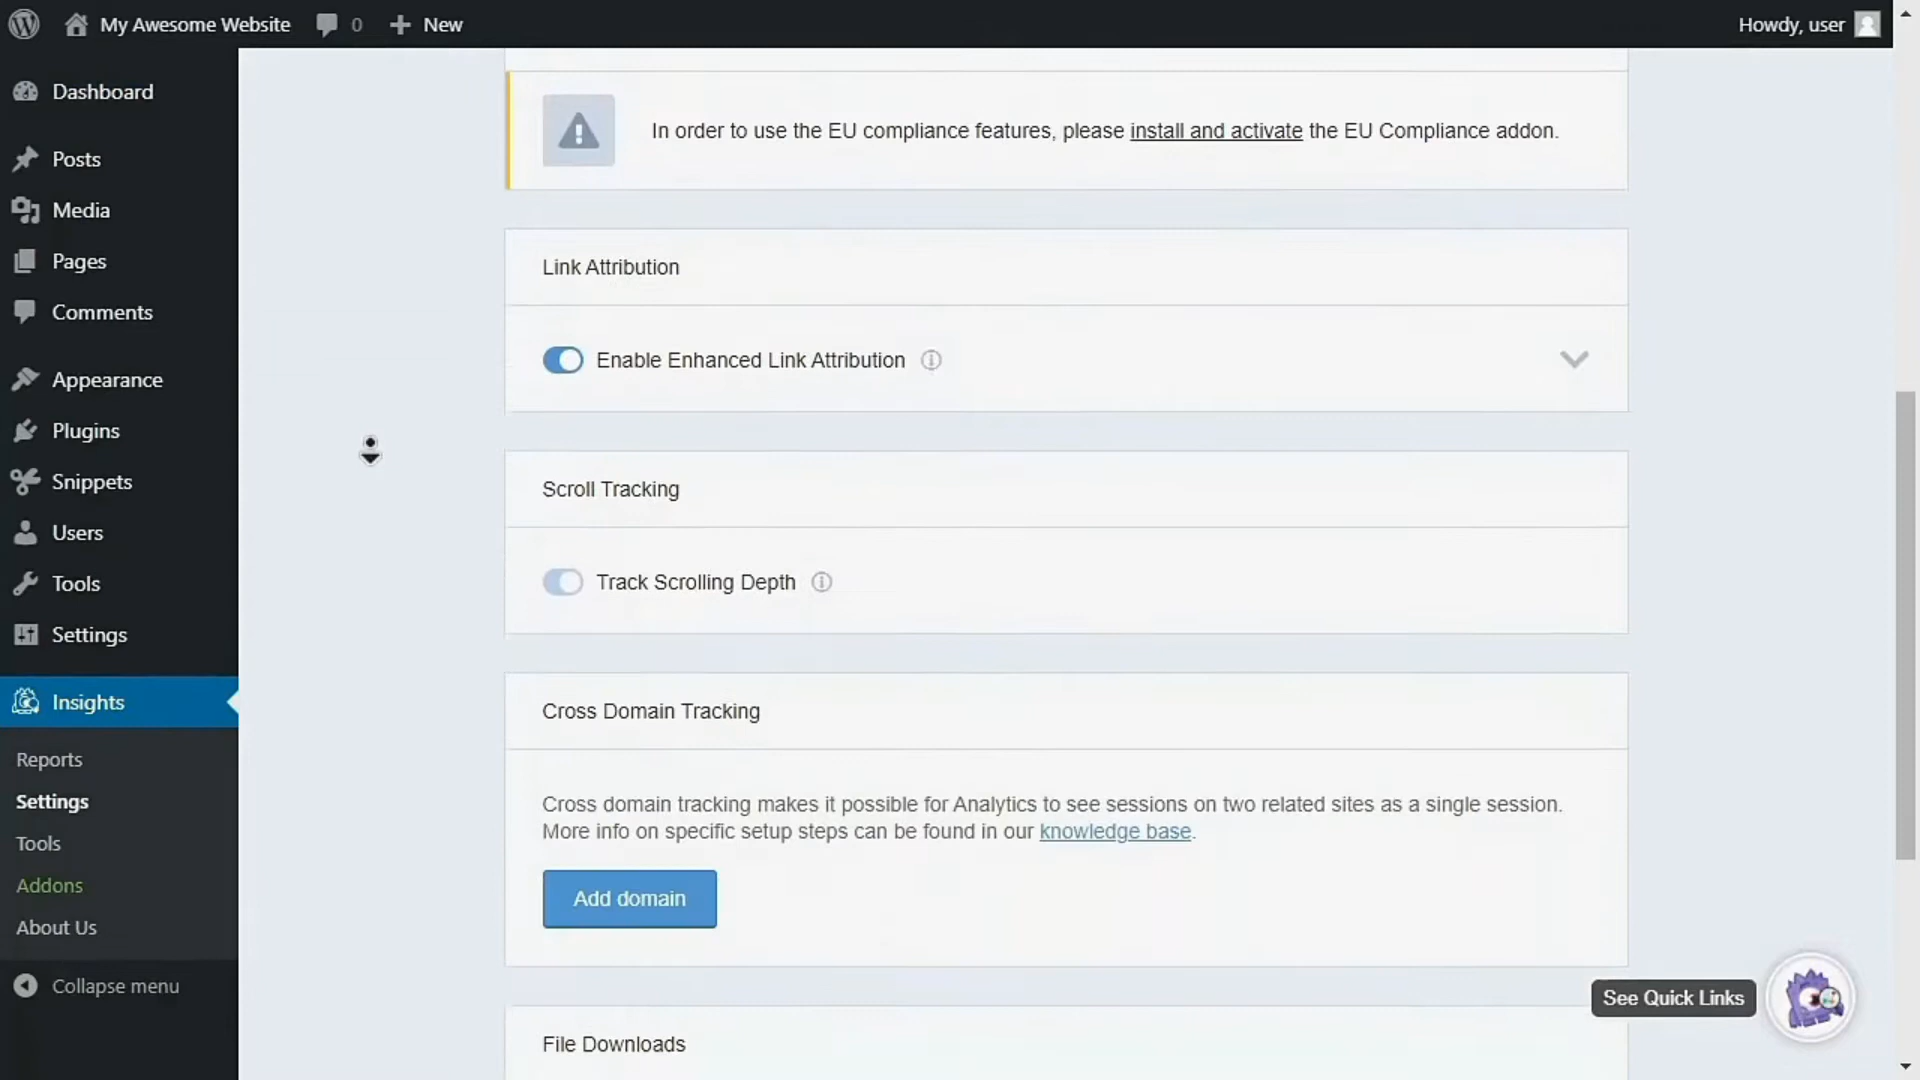 My Awesome Website
0
New
Howdy, user
Dashboard
Posts
Media
Pages
Comments
Appearance
Plugins
Snippets
Users
Tools
Settings
Insights
Reports
Settings
Tools
Addons
About Us
Collapse menu
In order to use the EU compliance features, please install and activate the EU Compliance addon.
Link Attribution
Enable Enhanced Link Attribution
Scroll Tracking
Track Scrolling Depth
Cross Domain Tracking
Cross domain tracking makes it possible for Analytics to see sessions on two related sites as a single session.
More info on specific setup steps can be found in our knowledge base.
Add domain
See Quick Links
File Downloads